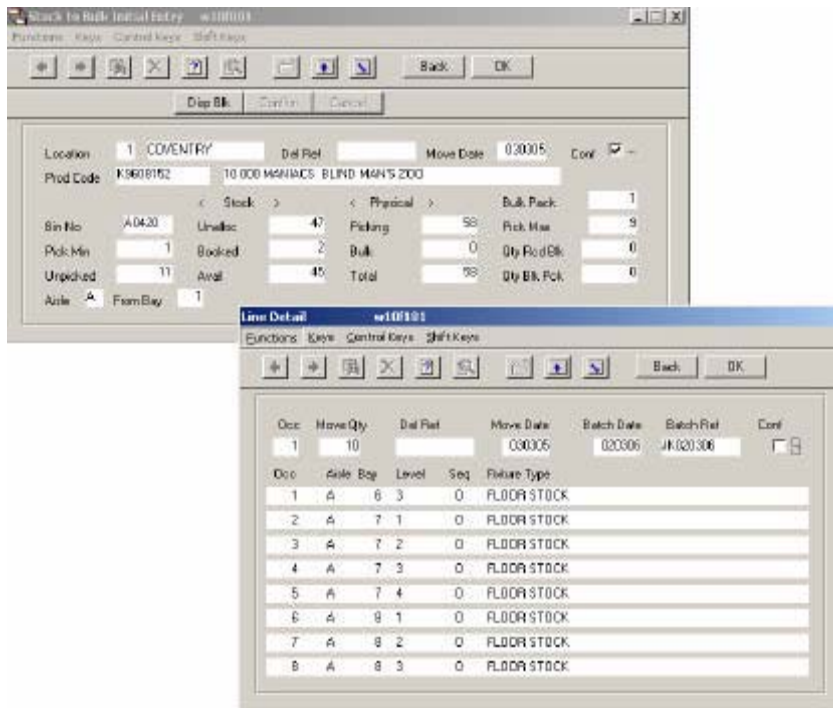 Stock to Bulk Initial Entry w10f101
Functions Keys Control Keys Shift Keys
Back OK
Disp Blk Confirm Cancel
Location 1 COVENTRY Del Ref Move Date 030305 Conf
Prod Code K9608152 10 000 MANIACS BLIND MAN'S ZOO
< Stock > < Physical > Bulk Pack 1
Bin No A0420 Unalloc 47 Picking 58 Pick Max 9
Pick Min 1 Booked 2 Bulk 0 Qty Rcd Blk 0
Unpicked 11 Avail 45 Total 58 Qty Blk Pck 0
Aisle A From Bay 1
Line Detail w10f101
Functions Keys Control Keys Shift Keys
Back OK
Occ Move Qty Del Ref Move Date Batch Date Batch Ref Conf
1 10 030305 020306 JK020306
Occ Aisle Bay Level Seq Fixture Type
1 A 6 3 0 FLOOR STOCK
2 A 7 1 0 FLOOR STOCK
3 A 7 2 0 FLOOR STOCK
4 A 7 3 0 FLOOR STOCK
5 A 7 4 0 FLOOR STOCK
6 A 8 1 0 FLOOR STOCK
7 A 8 2 0 FLOOR STOCK
8 A 8 3 0 FLOOR STOCK